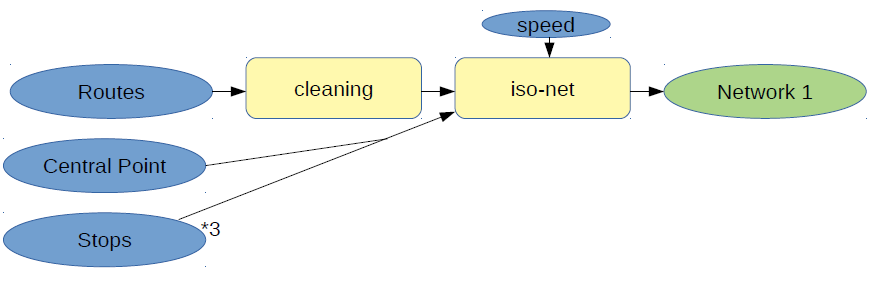 speed
Routes
cleaning
iso-net
Network 1
Central Point
Stops
*3